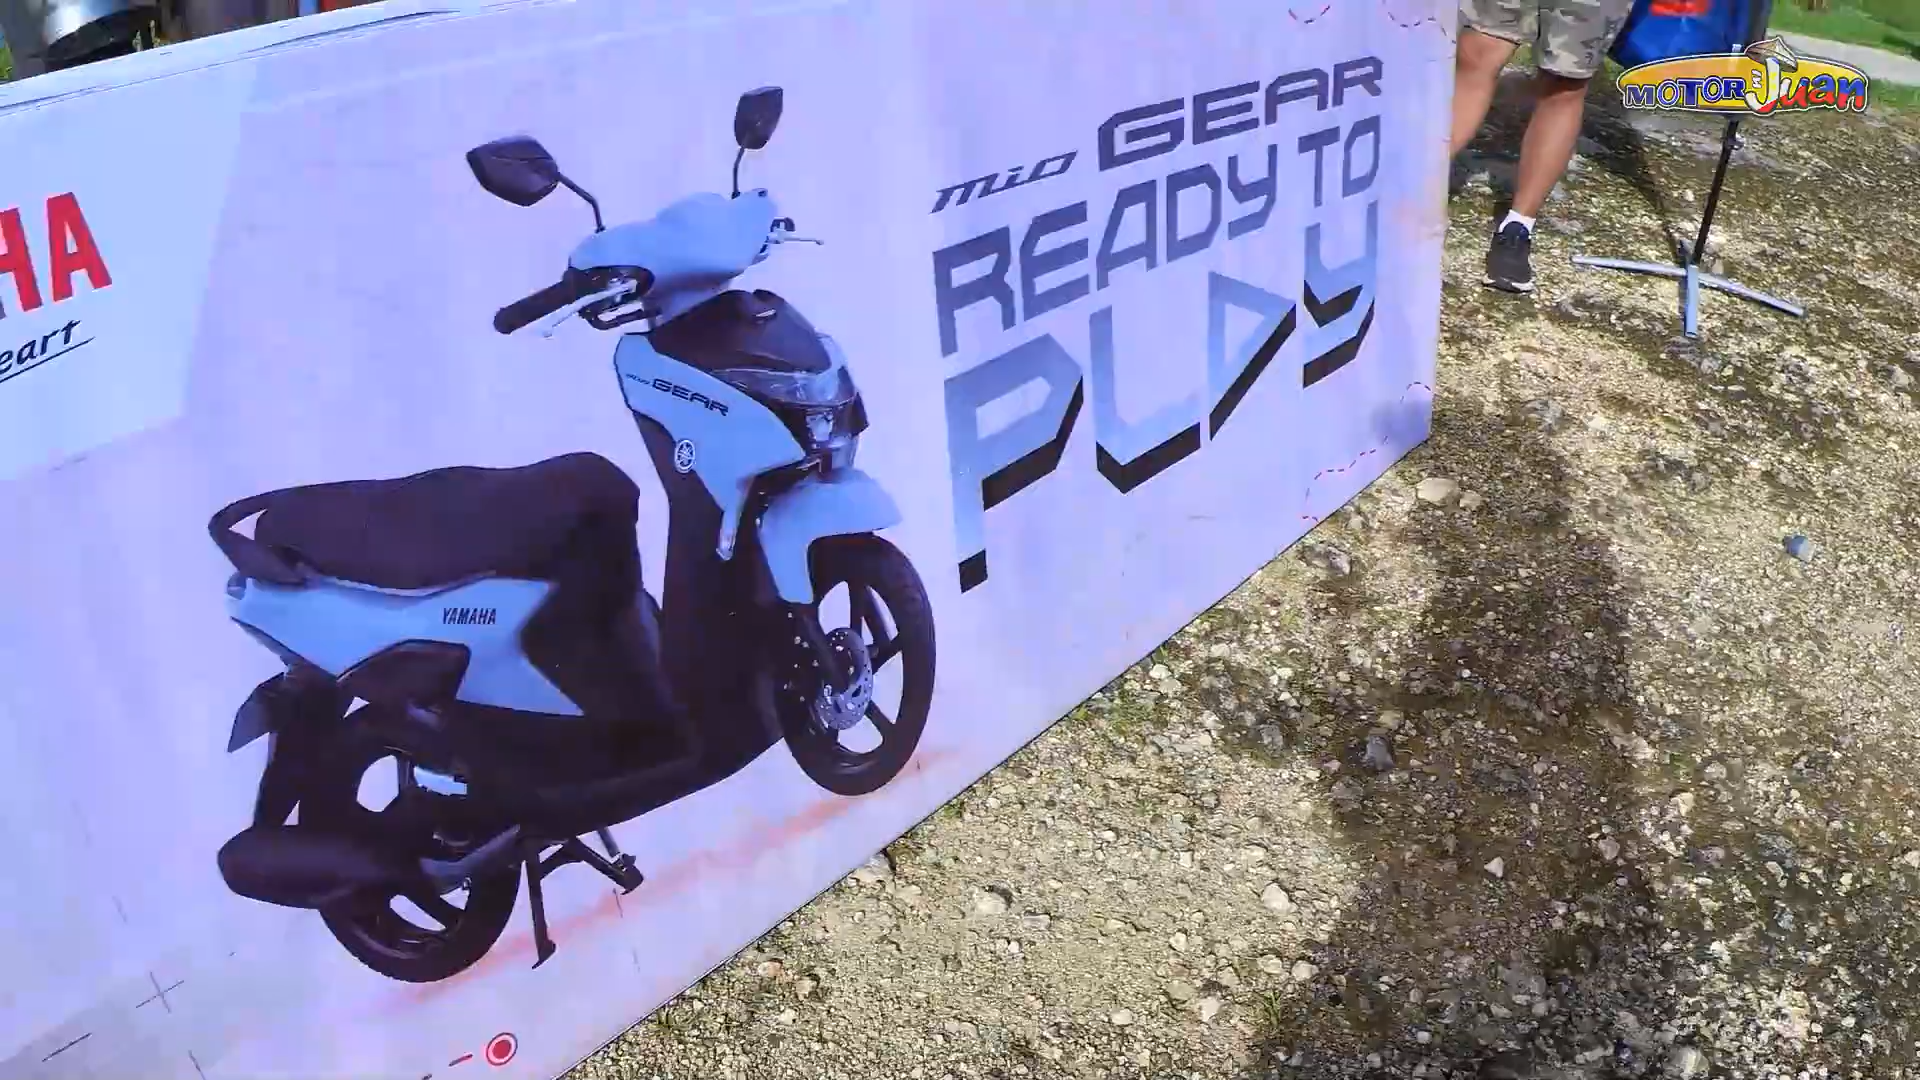 HA
eart
mio GEAR
READY TO
PLAY
mio GEAR
YAMAHA
MOTOR Juan